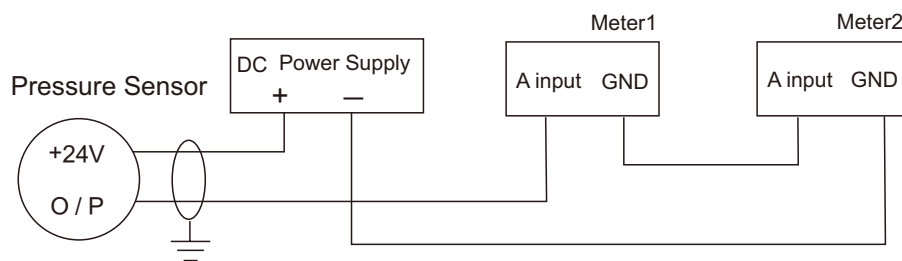 Meter1
Meter2
DC Power Supply
+ —
A input GND
A input GND
Pressure Sensor
+24V
O / P